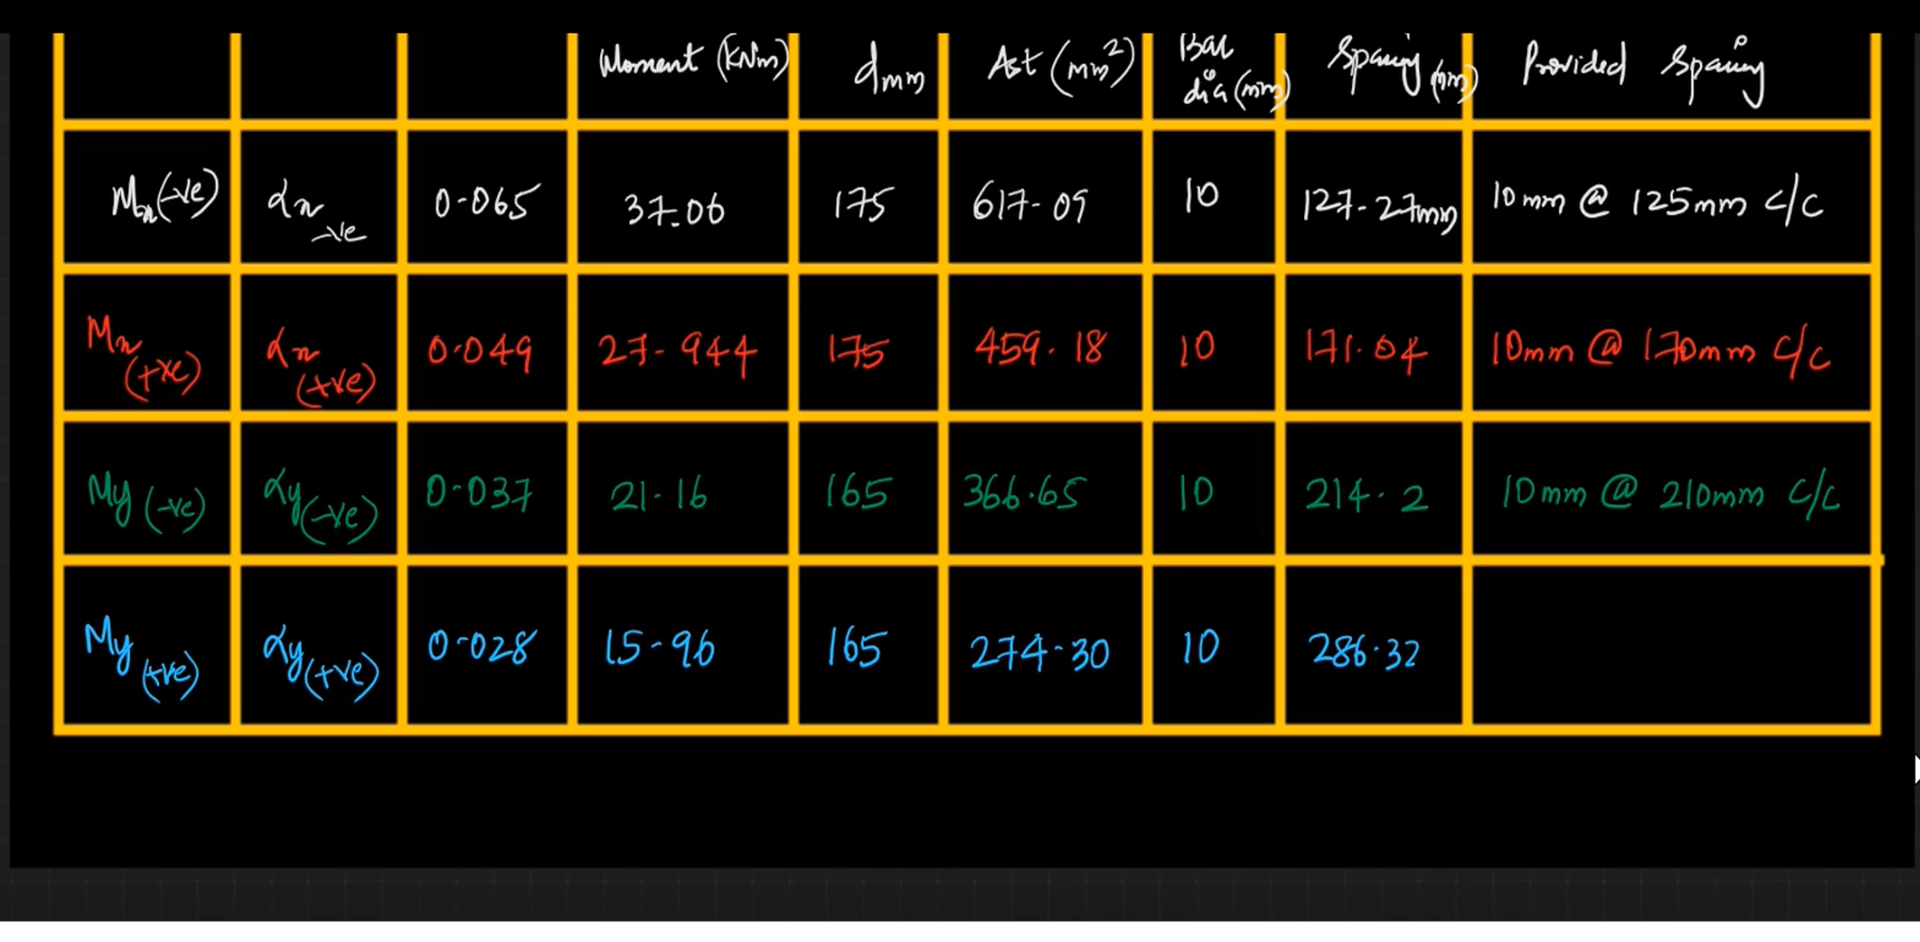 Moment (kNm) dmm Ast (mm²) Bar dia (mm) Spacing (mm) Provided Spacing
Mx(-ve) αx -ve 0.065 37.06 175 617.09 10 127.27mm 10mm @ 125mm c/c
Mx (+ve) αx (+ve) 0.049 27.944 175 459.18 10 171.04 10mm @ 170mm c/c
My (-ve) αy(-ve) 0.037 21.16 165 366.65 10 214.2 10mm @ 210mm c/c
My (+ve) αy(+ve) 0.028 15.96 165 274.30 10 286.32